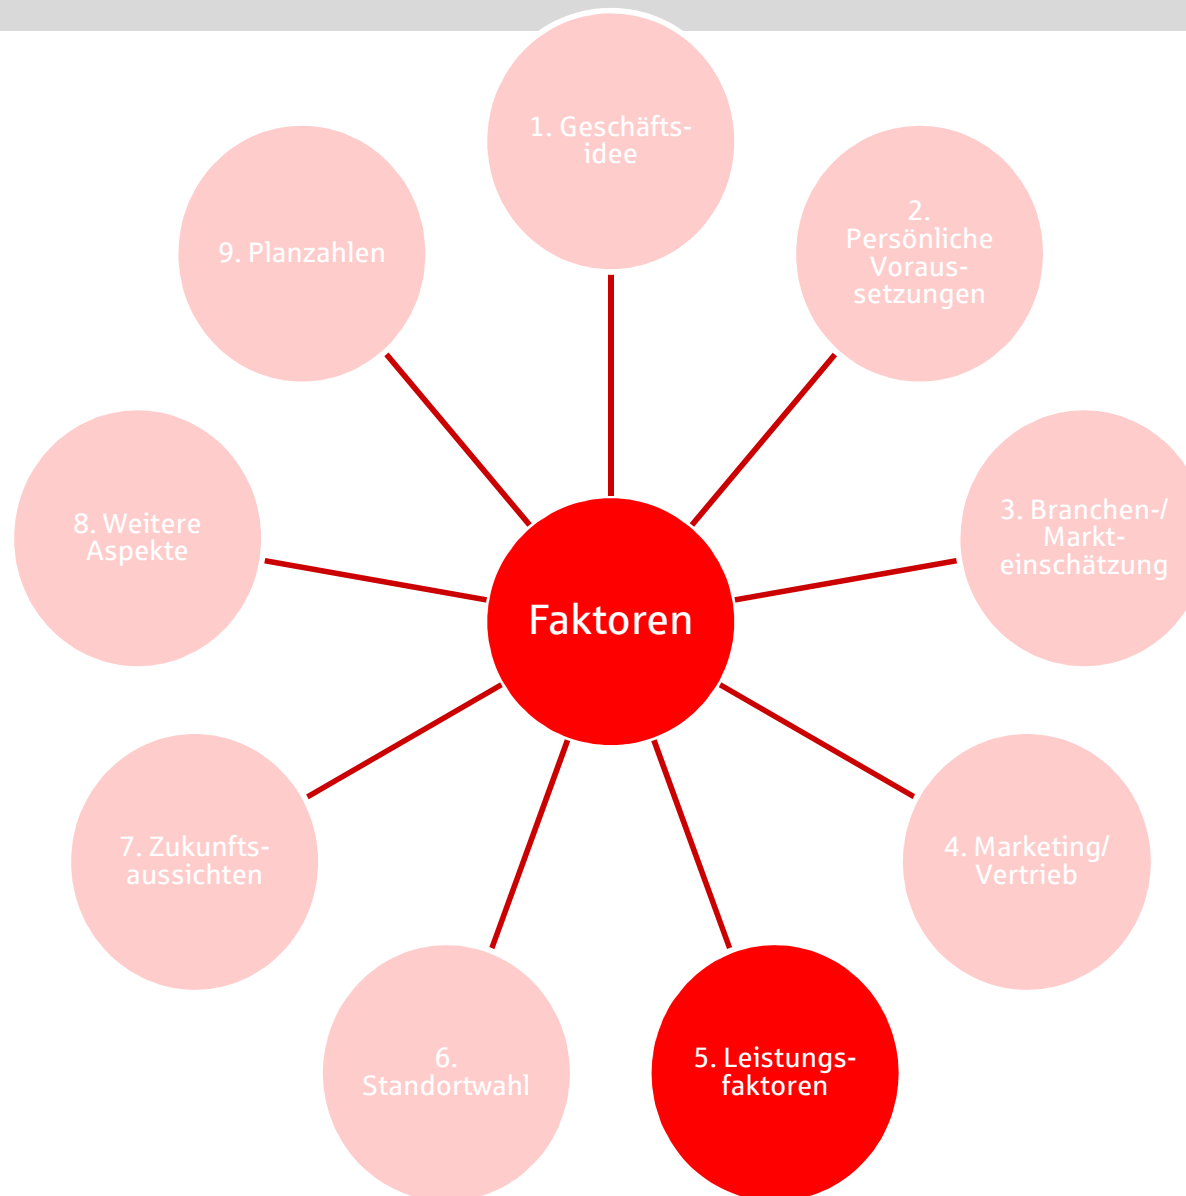 1. Geschäfts-
idee
2.
Persönliche
Voraus-
setzungen
3. Branchen-/
Markt-
einschätzung
4. Marketing/
Vertrieb
5. Leistungs-
faktoren
6.
Standortwahl
7. Zukunfts-
aussichten
8. Weitere
Aspekte
9. Planzahlen
Faktoren